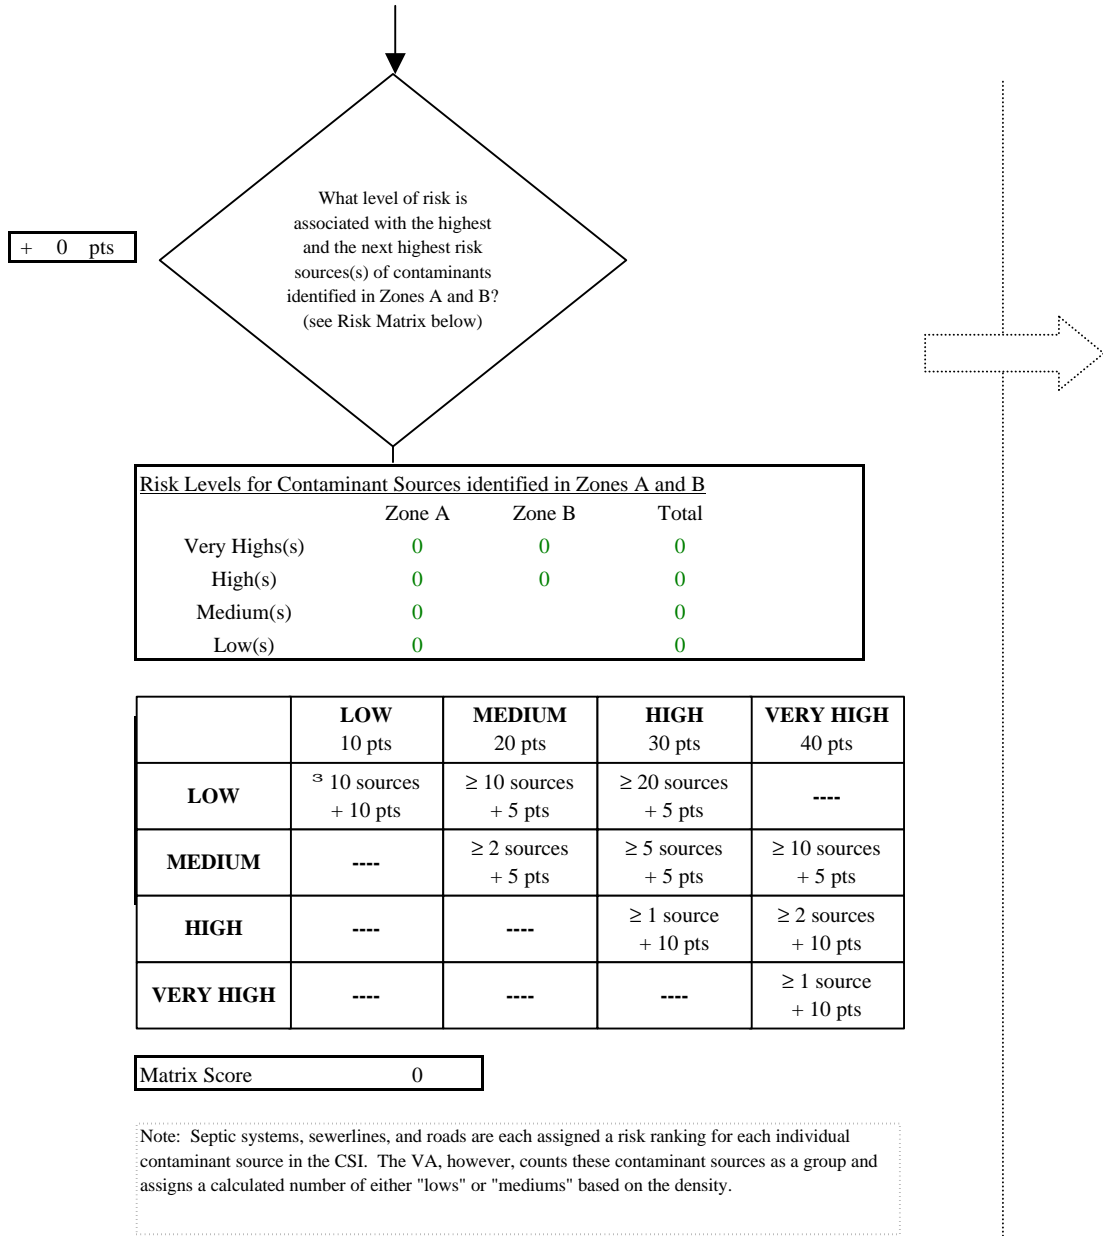 What level of risk is
associated with the highest
and the next highest risk
sources(s) of contaminants
identified in Zones A and B?
(see Risk Matrix below)
+ 0 pts
Risk Levels for Contaminant Sources identified in Zones A and B
Zone A Zone B Total
Very Highs(s) 0 0 0
High(s) 0 0 0
Medium(s) 0 0
Low(s) 0 0
LOW MEDIUM HIGH VERY HIGH
10 pts 20 pts 30 pts 40 pts
LOW ³ 10 sources ≥ 10 sources ≥ 20 sources ----
+ 10 pts + 5 pts + 5 pts
MEDIUM ---- ≥ 2 sources ≥ 5 sources ≥ 10 sources
+ 5 pts + 5 pts + 5 pts
HIGH ---- ---- ≥ 1 source ≥ 2 sources
+ 10 pts + 10 pts
VERY HIGH ---- ---- ---- ≥ 1 source
+ 10 pts
Matrix Score 0
Note: Septic systems, sewerlines, and roads are each assigned a risk ranking for each individual
contaminant source in the CSI. The VA, however, counts these contaminant sources as a group and
assigns a calculated number of either "lows" or "mediums" based on the density.